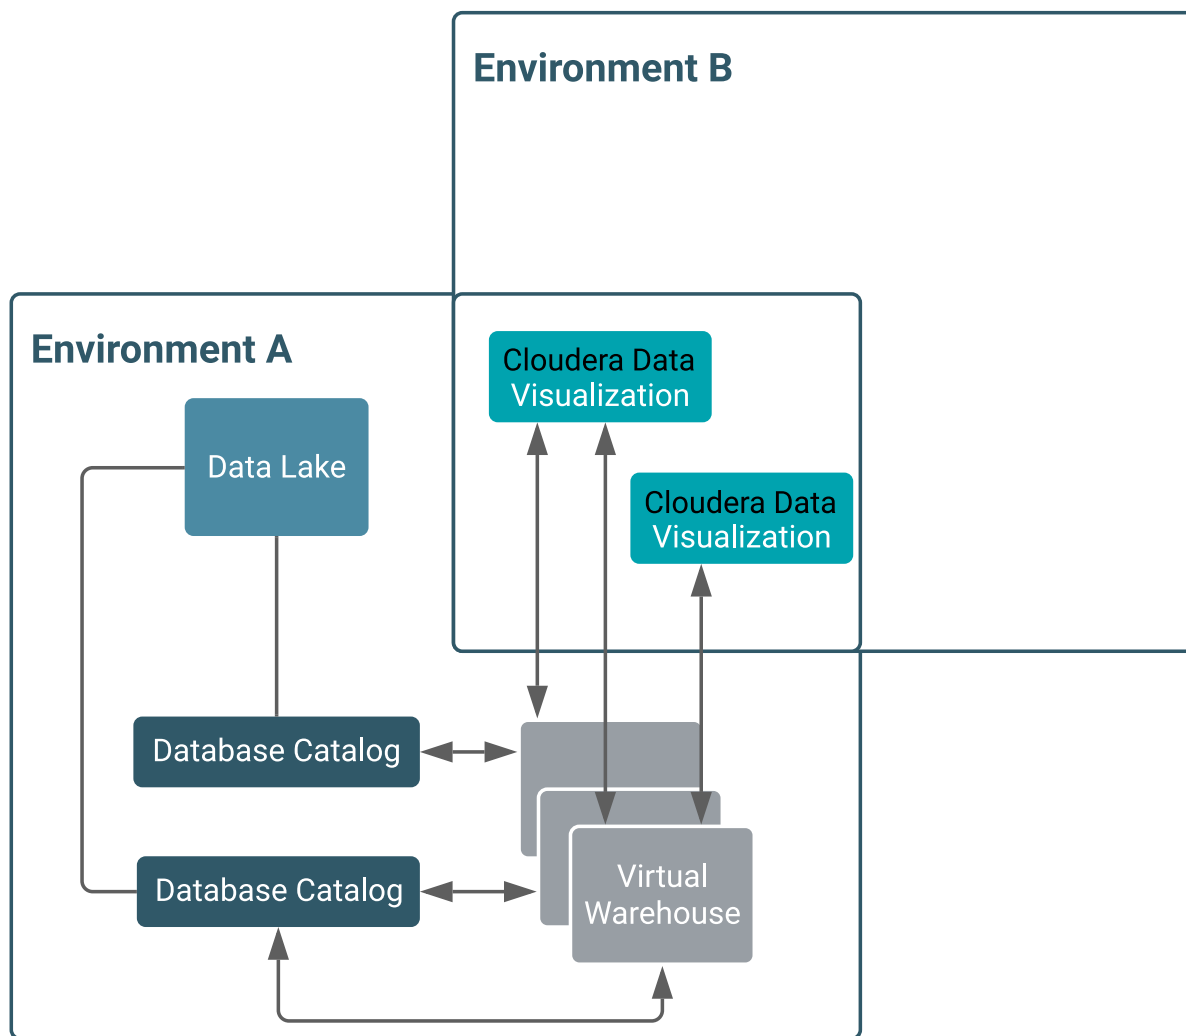 Environment B
Environment A
Cloudera Data
Visualization
Data Lake
Cloudera Data
Visualization
Database Catalog
Database Catalog
Virtual
Warehouse